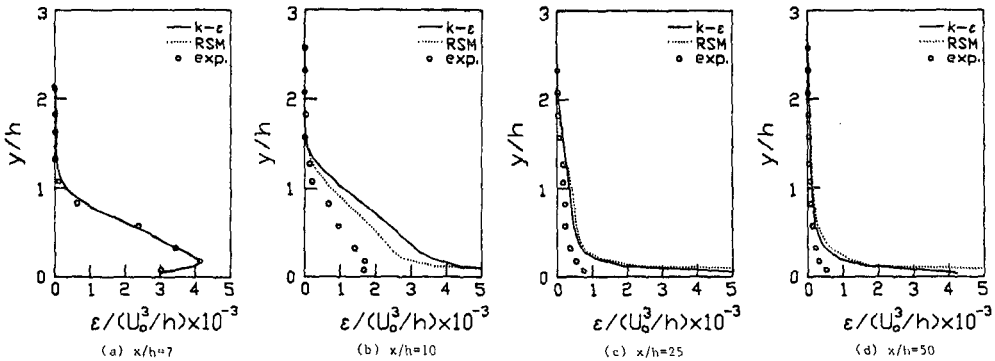 3
2
1
0
y/h
k-ε
RSM
exp.
0 1 2 3 4 5
ε/(U₀³/h)×10⁻³
(a) x/h=7
3
2
1
0
y/h
k-ε
RSM
exp.
0 1 2 3 4 5
ε/(U₀³/h)×10⁻³
(b) x/h=10
3
2
1
0
y/h
k-ε
RSM
exp.
0 1 2 3 4 5
ε/(U₀³/h)×10⁻³
(c) x/h=25
3
2
1
0
y/h
k-ε
RSM
exp.
0 1 2 3 4 5
ε/(U₀³/h)×10⁻³
(d) x/h=50